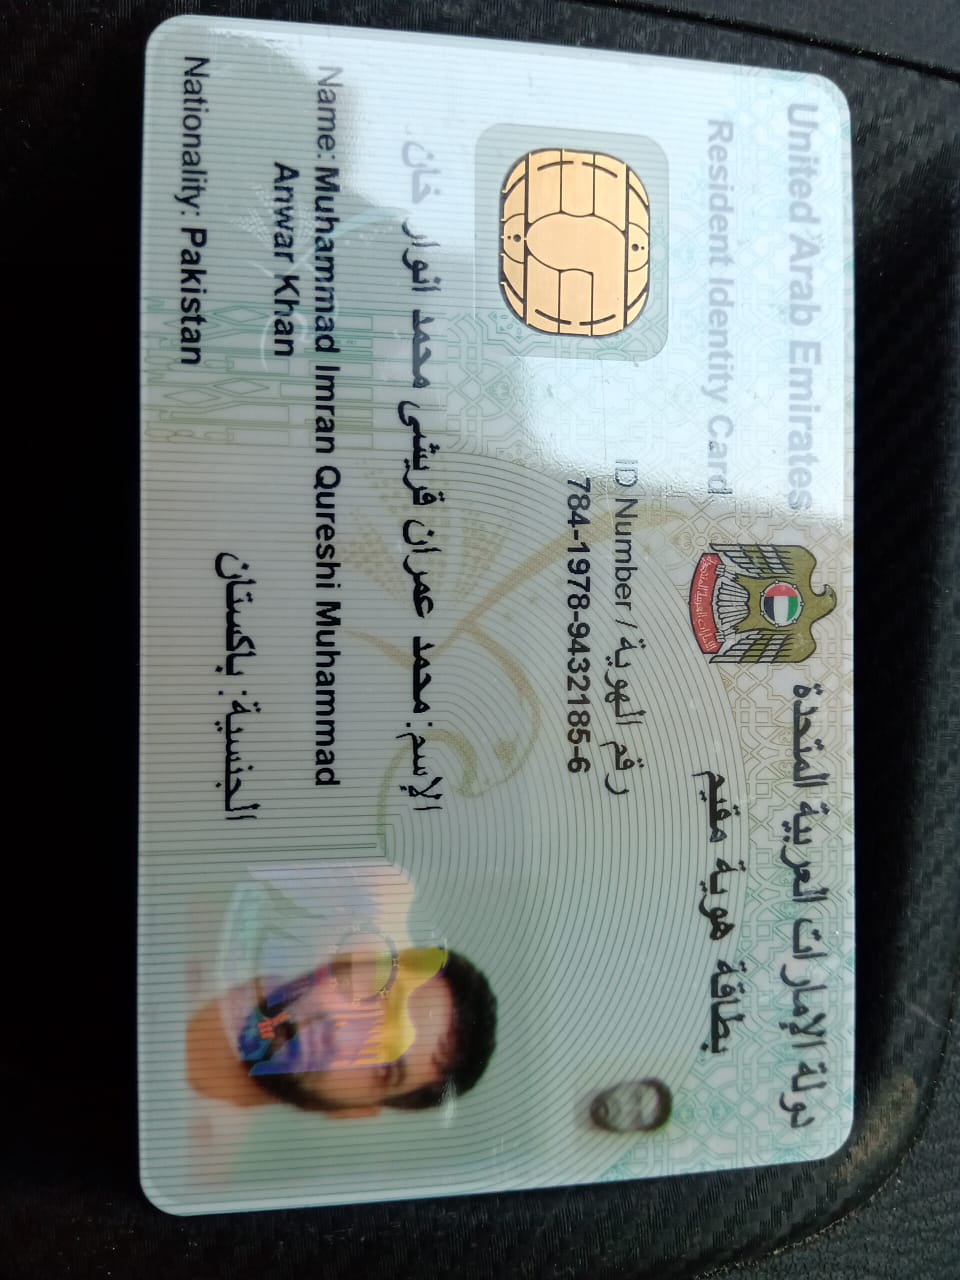 United Arab Emirates
دولة الإمارات العربية المتحدة
Resident Identity Card
بطاقة هوية مقيم
ID Number / رقم الهوية
784-1978-9432185-6
الإسم: محمد عمران قريشى محمد انوار خان
Name: Muhammad Imran Qureshi Muhammad
Anwar Khan
الجنسية: باكستان
Nationality: Pakistan